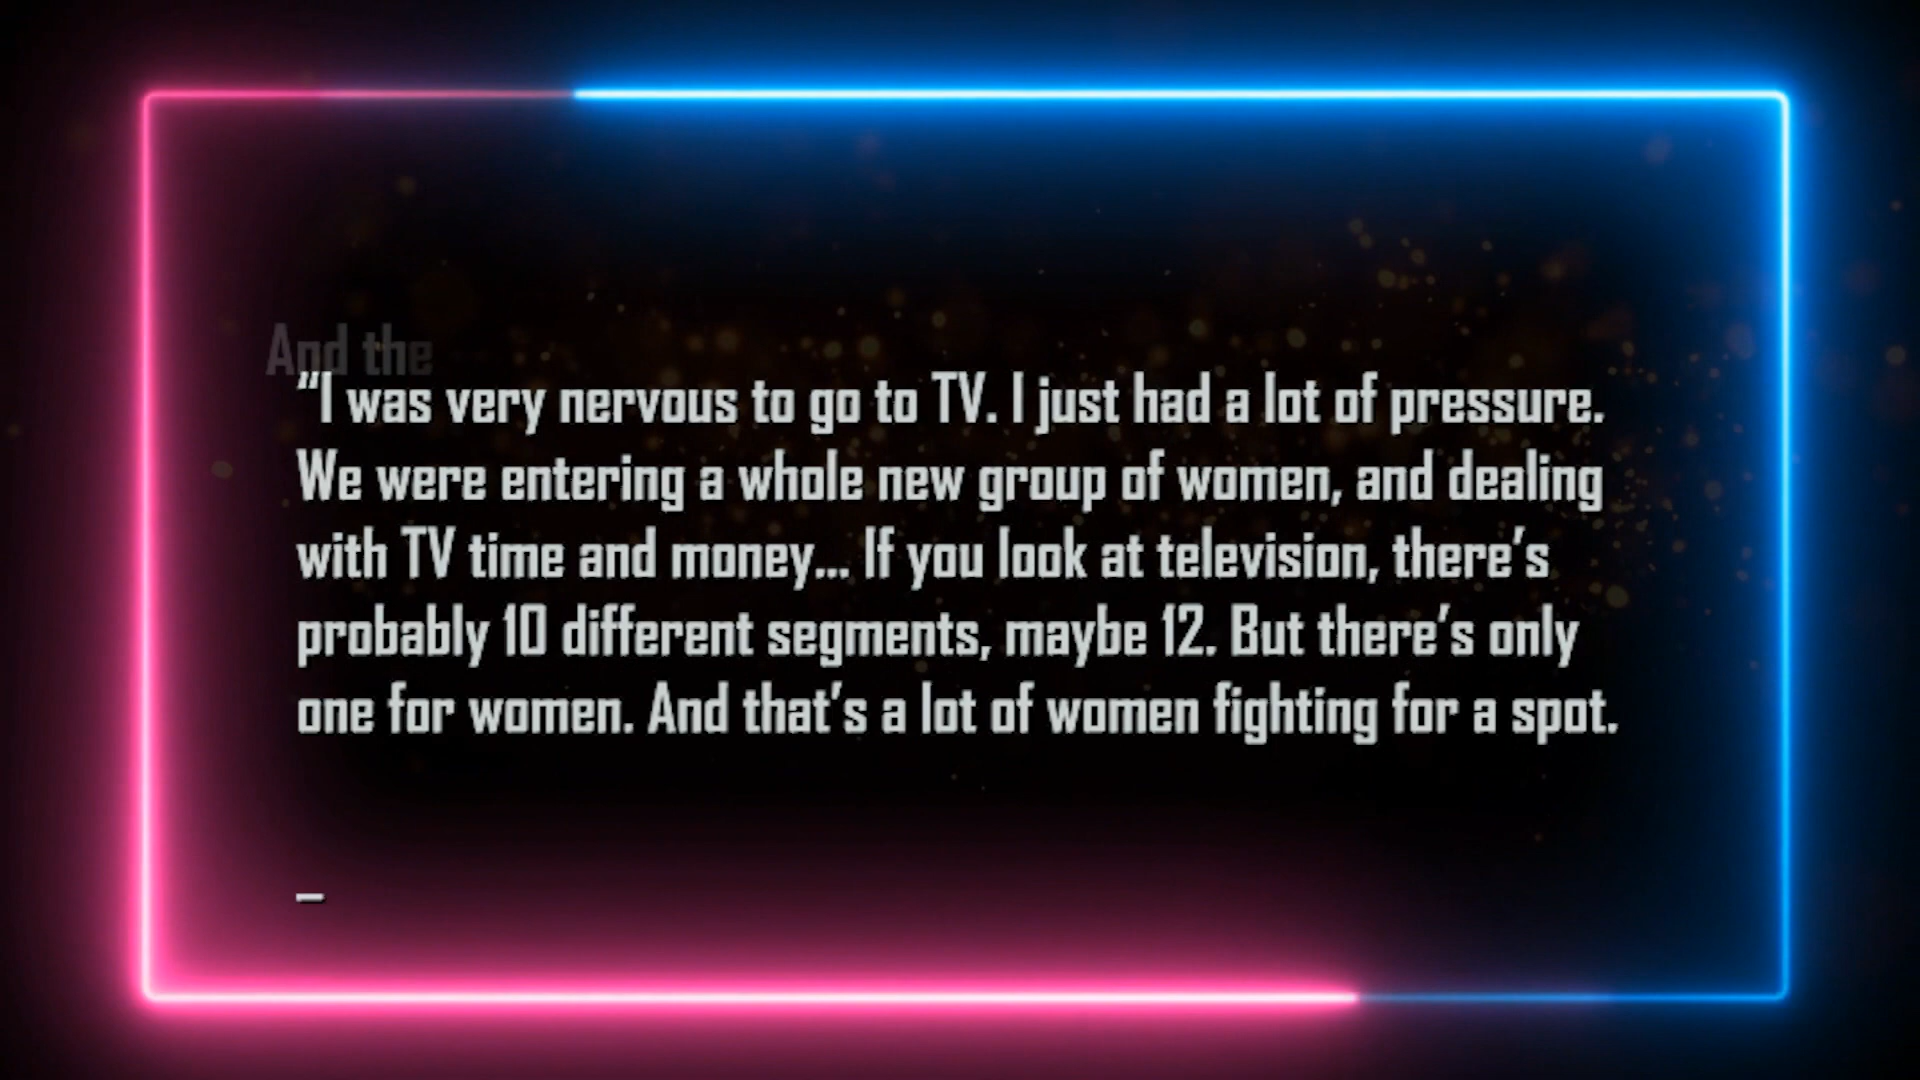 And the
“I was very nervous to go to TV. I just had a lot of pressure.
We were entering a whole new group of women, and dealing
with TV time and money... If you look at television, there’s
probably 10 different segments, maybe 12. But there’s only
one for women. And that’s a lot of women fighting for a spot.
–